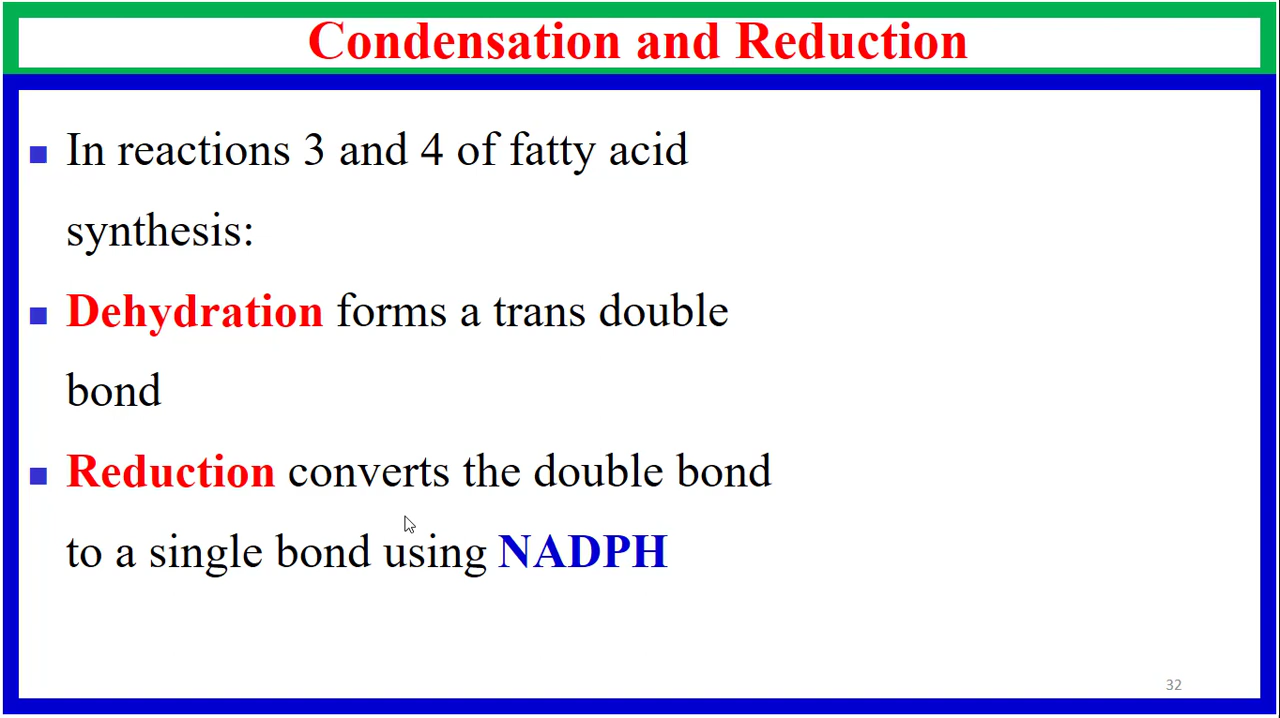 Condensation and Reduction
In reactions 3 and 4 of fatty acid
synthesis:
Dehydration forms a trans double
bond
Reduction converts the double bond
to a single bond using NADPH
32